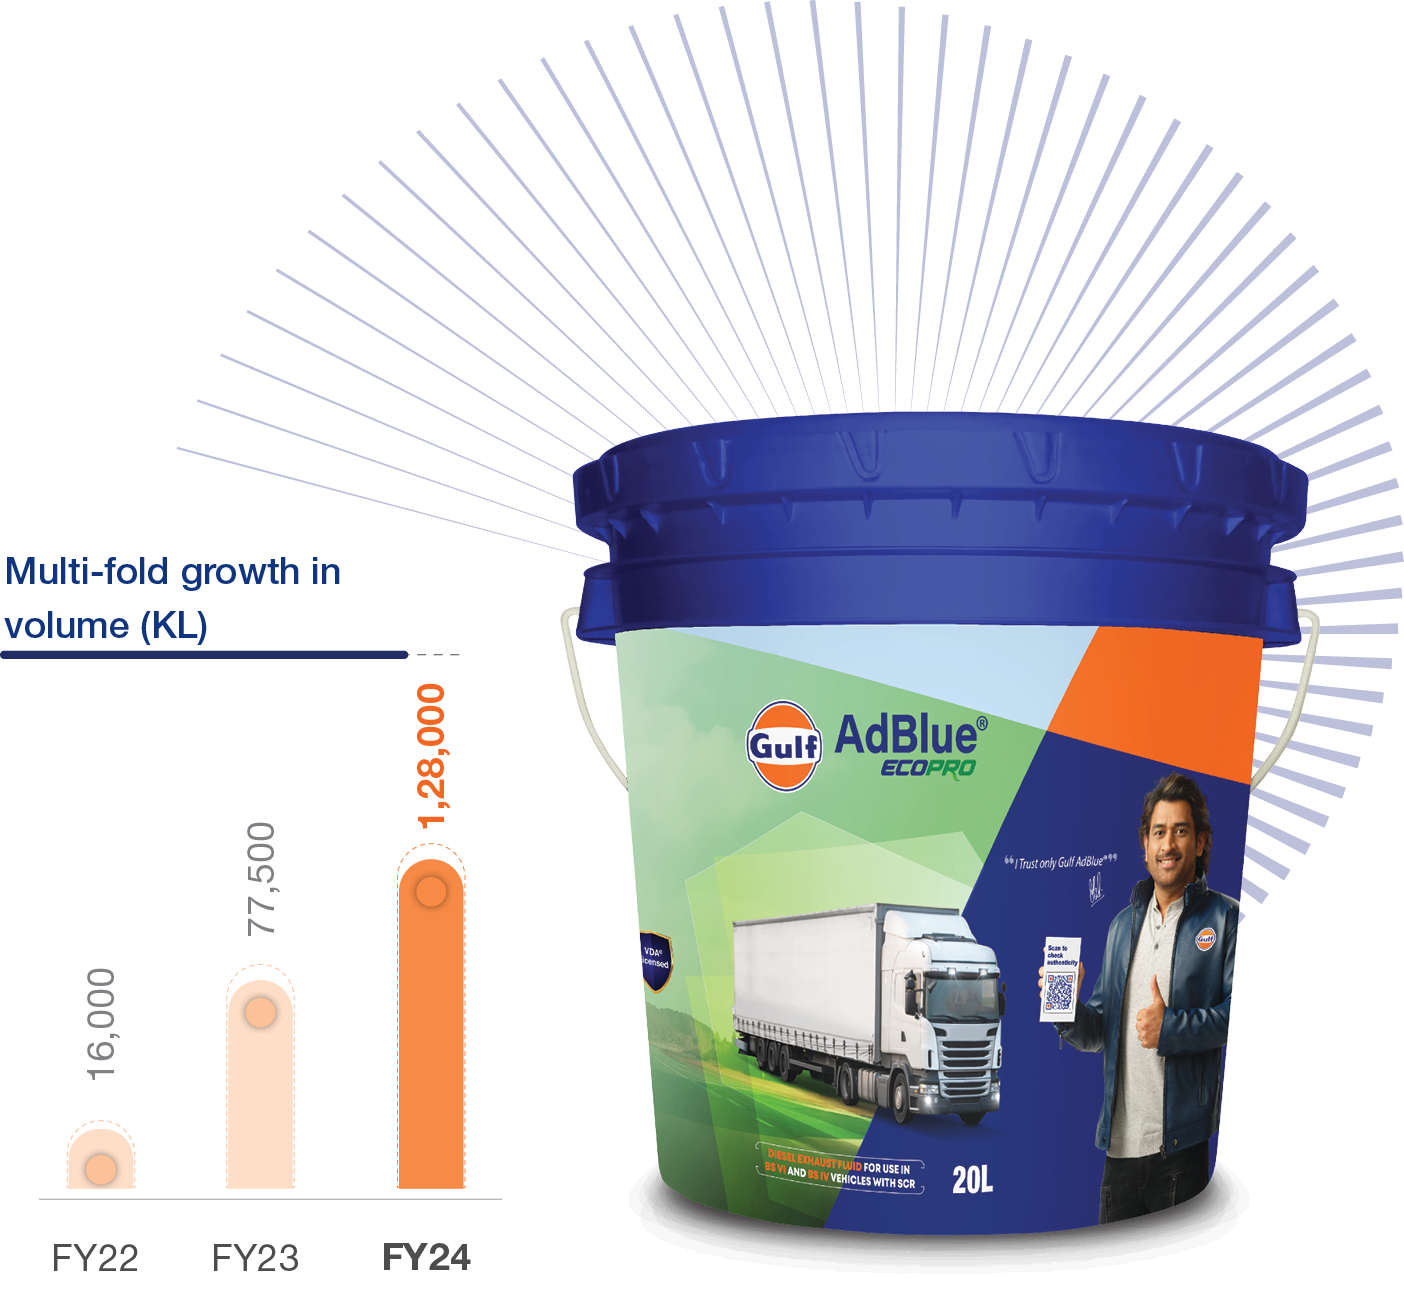 Multi-fold growth in
volume (KL)
16,000
77,500
1,28,000
FY22
FY23
FY24
Gulf
AdBlue®
ECOPRO
❝I Trust only Gulf AdBlue®❞
Gulf
Scan to
check
authenticity
VDA®
Licensed
DIESEL EXHAUST FLUID FOR USE IN
BS VI AND BS IV VEHICLES WITH SCR
20L